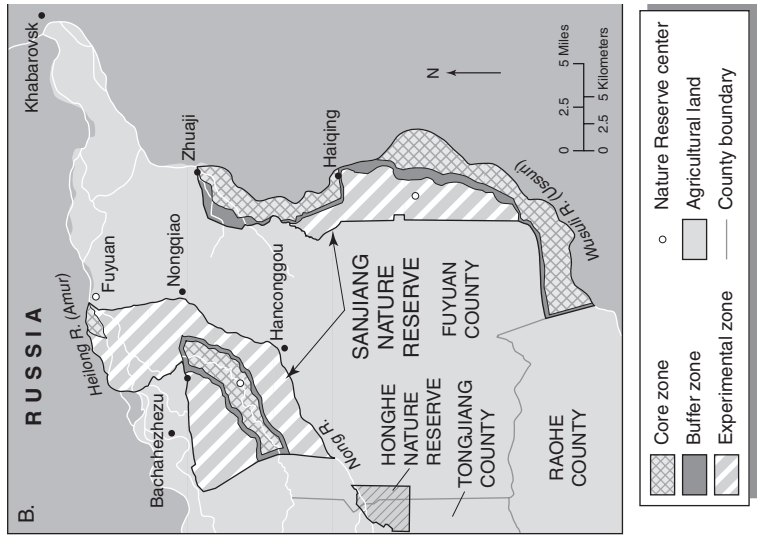 B.
RUSSIA
Khabarovsk
Heilong R. (Amur)
Fuyuan
Zhuaji
Nongqiao
Bachahezhezu
Hanconggou
Haiqing
N
SANJIANG
NATURE
RESERVE
FUYUAN
COUNTY
Nong R.
HONGHE
NATURE
RESERVE
TONGJIANG
COUNTY
RAOHE
COUNTY
Wusuli R. (Ussuri)
0 2.5 5 Miles
0 2.5 5 Kilometers
Core zone
Buffer zone
Experimental zone
Nature Reserve center
Agricultural land
County boundary